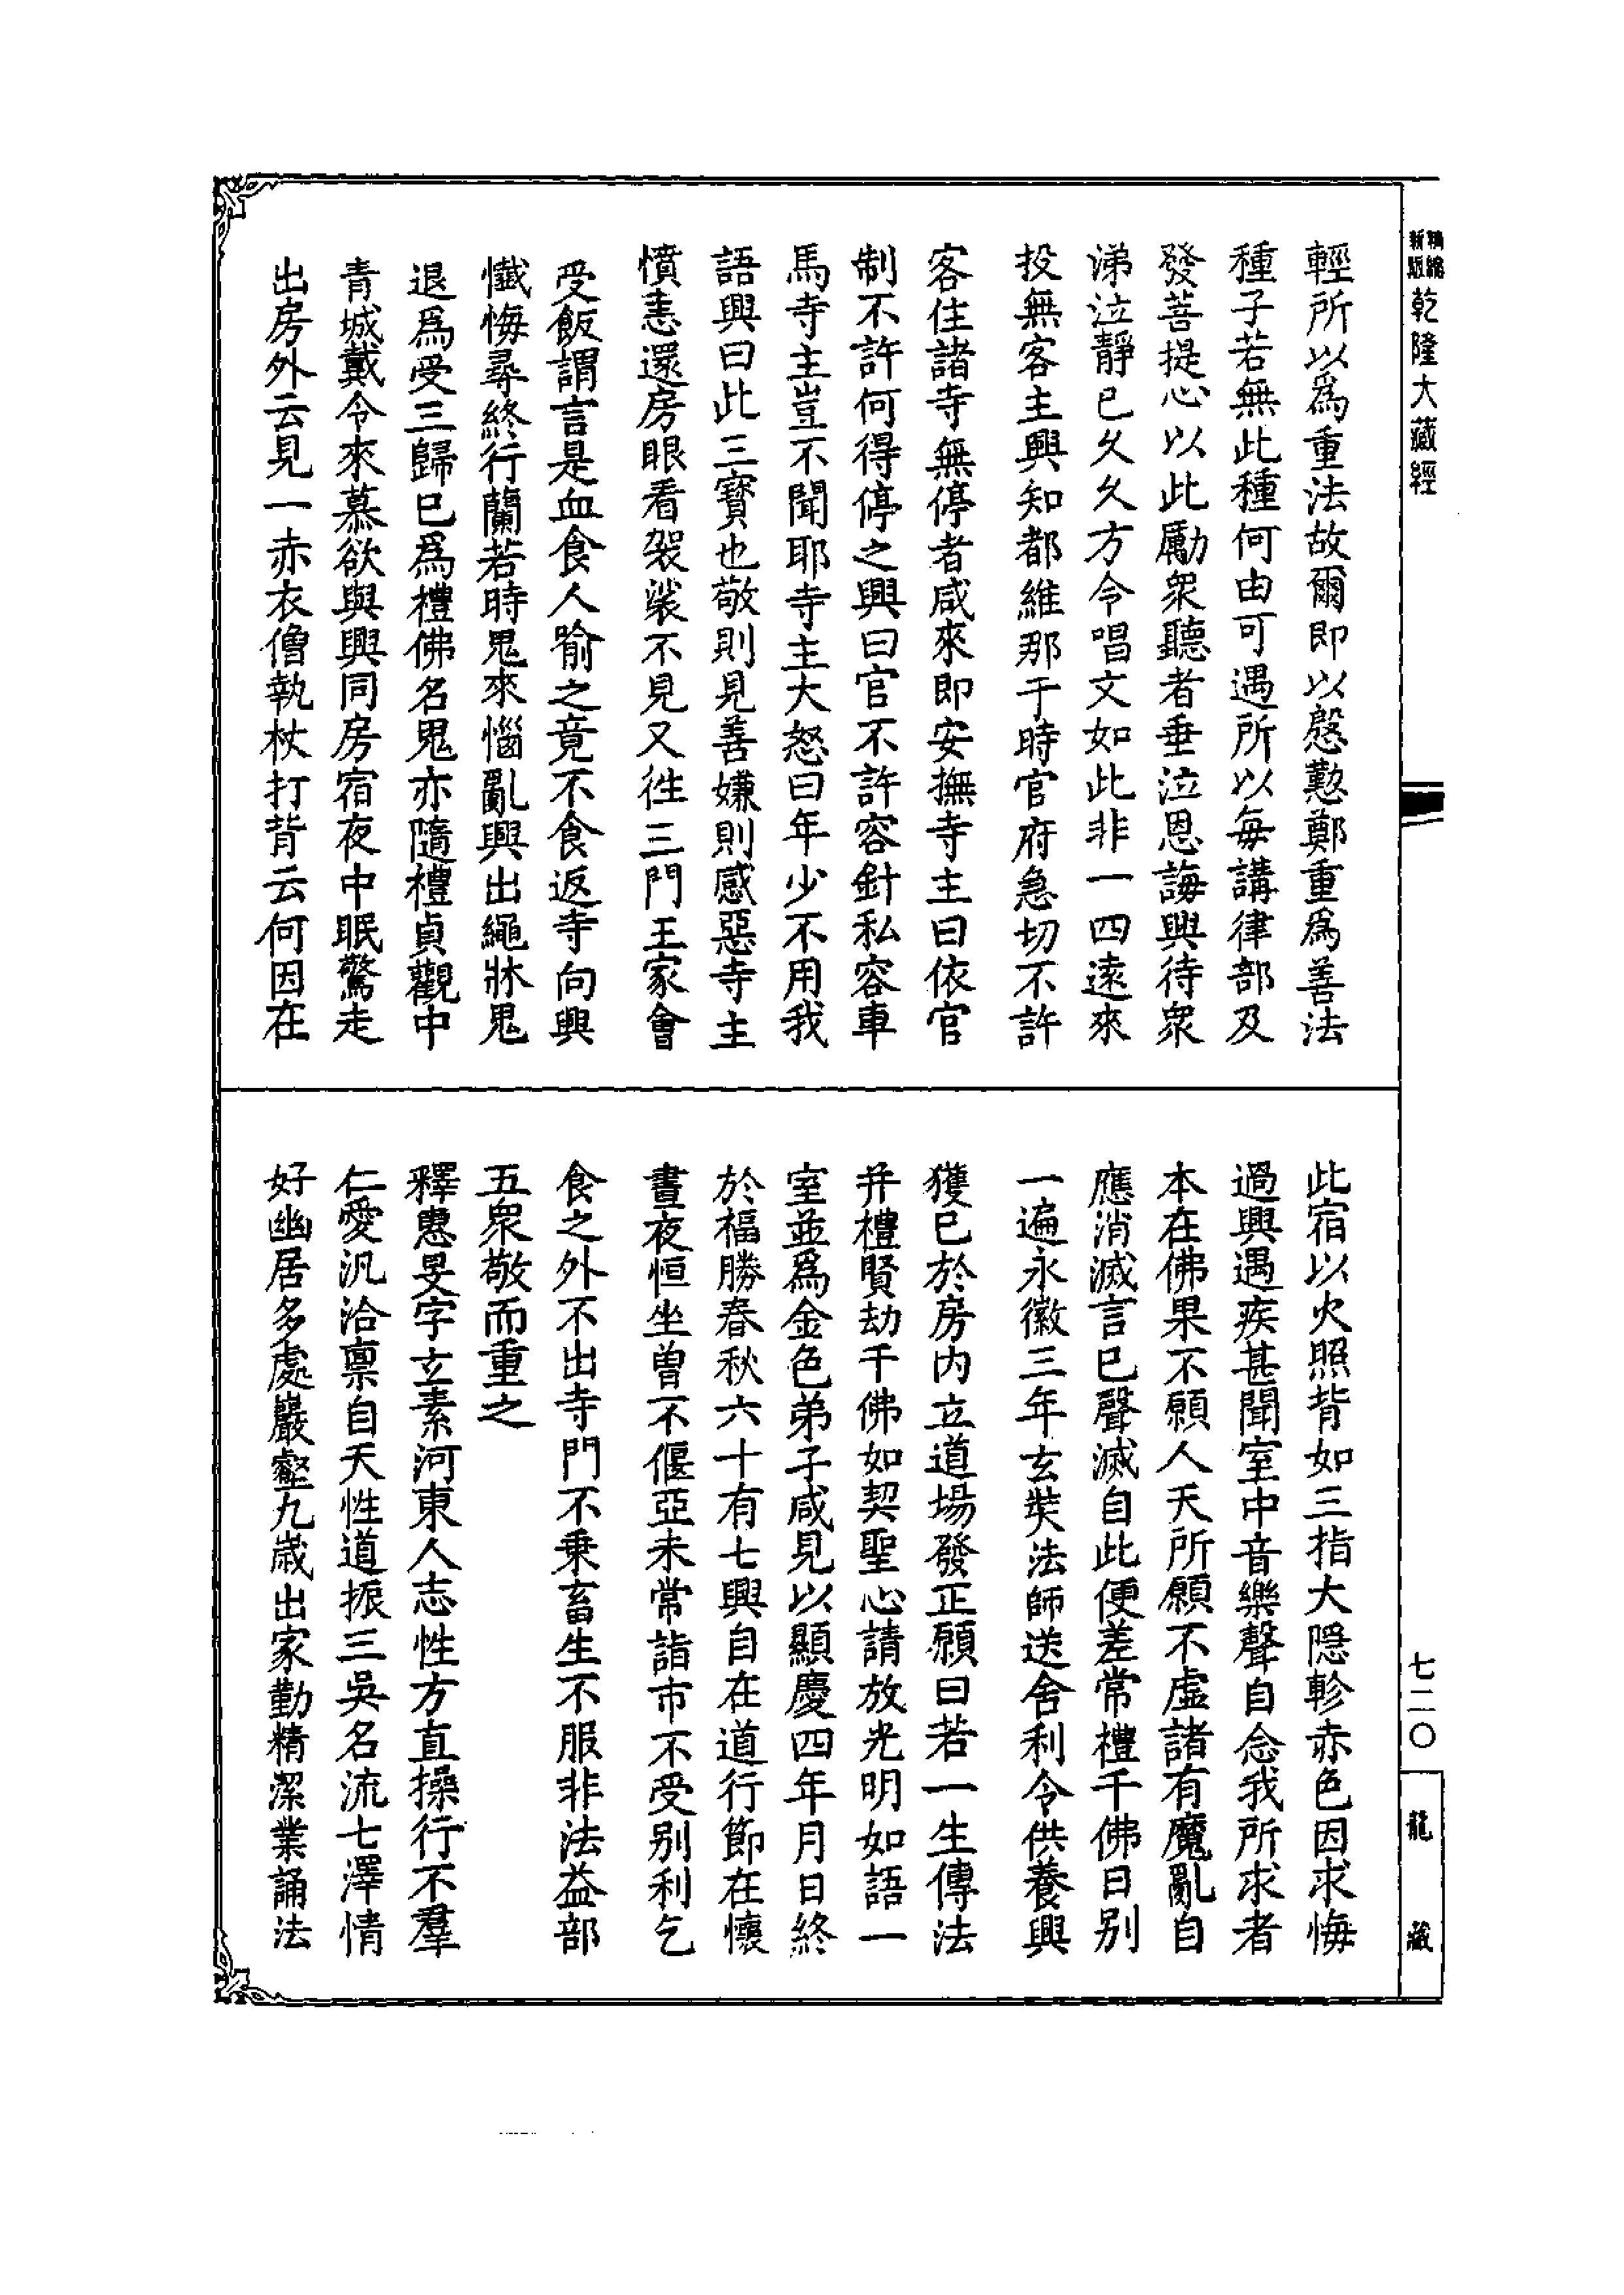 新版
精縮
乾隆大藏經
輕所以爲重法故爾即以慇懃鄭重爲善法
種子若無此種何由可遇所以每講律部及
發菩提心以此勵衆聽者垂泣恩誨興待衆
涕泣靜已久久方令唱文如此非一四遠來
投無客主興知都維那于時官府急切不許
客住諸寺無停者咸來即安撫寺主曰依官
制不許何得停之興曰官不許容針私容車
馬寺主豈不聞耶寺主大怒曰年少不用我
語興曰此三寳也敬則見善嫌則感惡寺主
憤恚還房眼看袈裟不見又徃三門王家會
受飯謂言是血食人喻之竟不食返寺向興
懺悔尋終行蘭若時鬼來惱亂興出繩牀鬼
退爲受三歸已爲禮佛名鬼亦隨禮貞觀中
青城戴令來慕欲與興同房宿夜中眠驚走
出房外云見一赤衣僧執杖打背云何因在
此宿以火照背如三指大隱軫赤色因求悔
過興遇疾甚聞室中音樂聲自念我所求者
本在佛果不願人天所願不虛諸有魔亂自
應消滅言已聲滅自此便差常禮千佛日别
一遍永徽三年玄奘法師送舍利令供養興
獲已於房内立道場發正願曰若一生傳法
并禮賢劫千佛如契聖心請放光明如語一
室並爲金色弟子咸見以顯慶四年月日終
於福勝春秋六十有七興自在道行節在懷
晝夜恒坐曽不偃亞未常詣市不受别利乞
食之外不出寺門不乗畜生不服非法益部
五衆敬而重之
釋惠旻字玄素河東人志性方直操行不羣
仁愛汎洽禀自天性道振三吳名流七澤情
好幽居多處巖壑九歳出家勤精潔業誦法
七二〇
龍藏